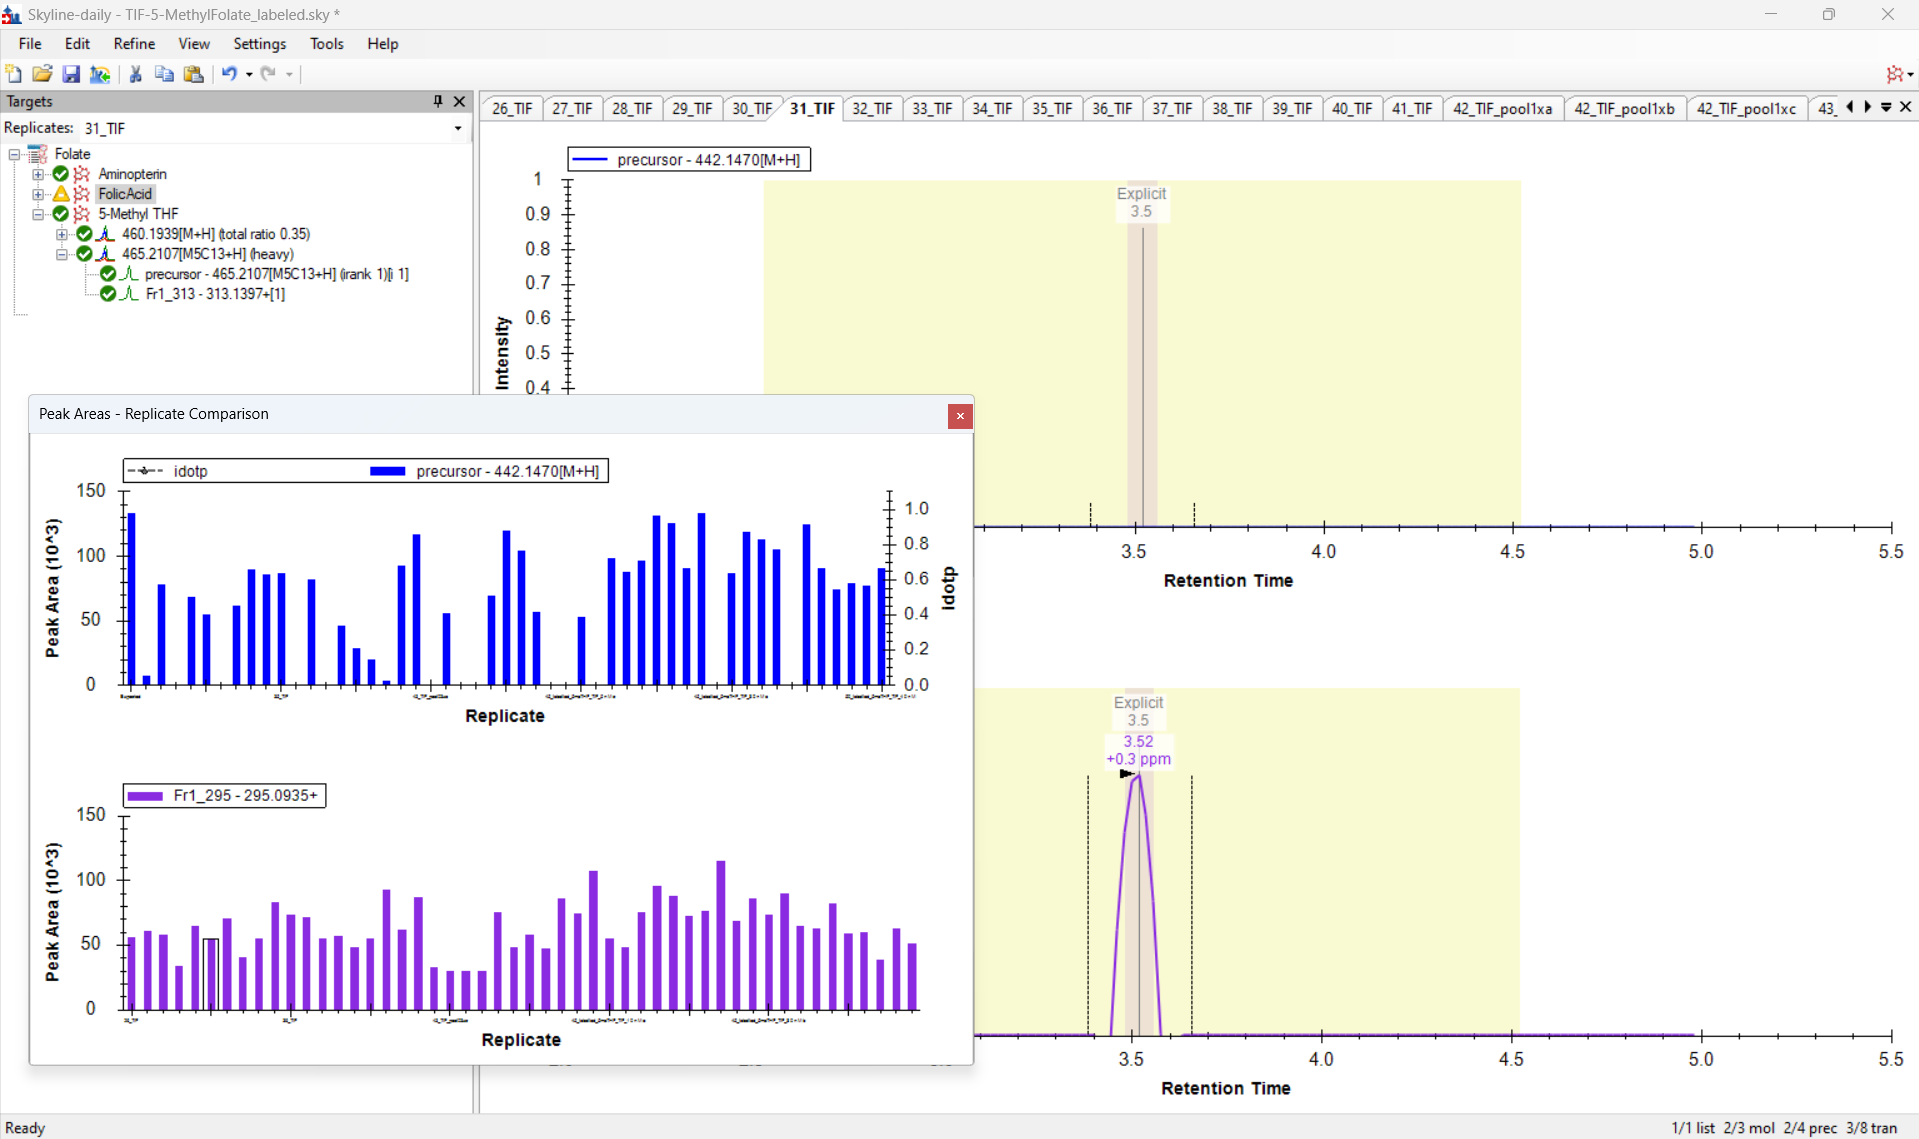 Skyline-daily - TIF-5-MethylFolate_labeled.sky *
File Edit Refine View Settings Tools Help
Targets
Replicates: 31_TIF
Folate
Aminopterin
FolicAcid
5-Methyl THF
460.1939[M+H] (total ratio 0.35)
465.2107[M5C13+H] (heavy)
precursor - 465.2107[M5C13+H] (irank 1)[i 1]
Fr1_313 - 313.1397+[1]
26_TIF 27_TIF 28_TIF 29_TIF 30_TIF 31_TIF 32_TIF 33_TIF 34_TIF 35_TIF 36_TIF 37_TIF 38_TIF 39_TIF 40_TIF 41_TIF 42_TIF_pool1xa 42_TIF_pool1xb 42_TIF_pool1xc 43_
precursor - 442.1470[M+H]
Explicit
3.5
1
0.9
0.8
0.7
0.6
0.5
0.4
Intensity
3.5 4.0 4.5 5.0 5.5
Retention Time
Peak Areas - Replicate Comparison
idotp precursor - 442.1470[M+H]
150
100
50
0
Peak Area (10^3)
1.0
0.8
0.6
0.4
0.2
0.0
idotp
Replicate
Fr1_295 - 295.0935+
150
100
50
0
Peak Area (10^3)
Replicate
Explicit
3.5
3.52
+0.3 ppm
3.5 4.0 4.5 5.0 5.5
Retention Time
Ready
1/1 list 2/3 mol 2/4 prec 3/8 tran